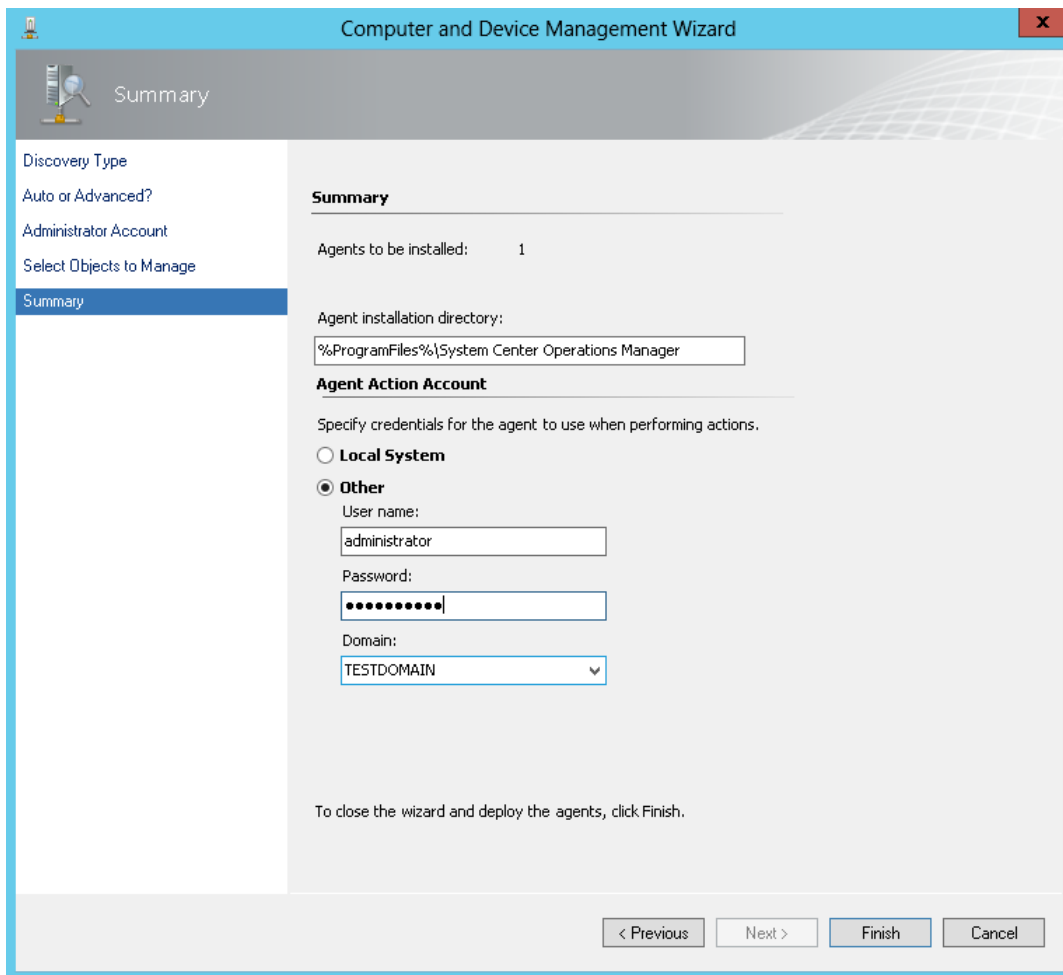 Computer and Device Management Wizard
x
Summary
Discovery Type
Auto or Advanced?
Administrator Account
Select Objects to Manage
Summary
Summary
Agents to be installed: 1
Agent installation directory:
%ProgramFiles%\System Center Operations Manager
Agent Action Account
Specify credentials for the agent to use when performing actions.
Local System
Other
User name:
administrator
Password:
●●●●●●●●●●
Domain:
TESTDOMAIN
To close the wizard and deploy the agents, click Finish.
< Previous Next > Finish Cancel